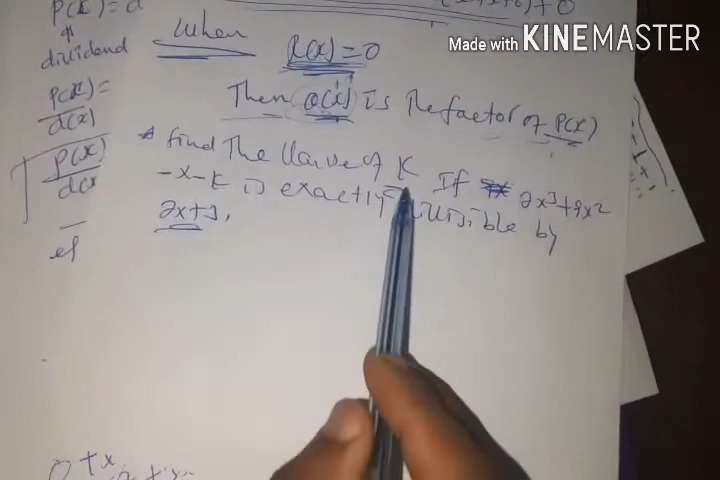 P(x) = d
Made with KINEMASTER
dividend
When
R(x) = 0
P(x) =
d(x)
Then Q(x) is the factor of P(x)
P(x)
Find The Value of K If 2x³+9x²
-x-k is exactly divisible by
2x+3,